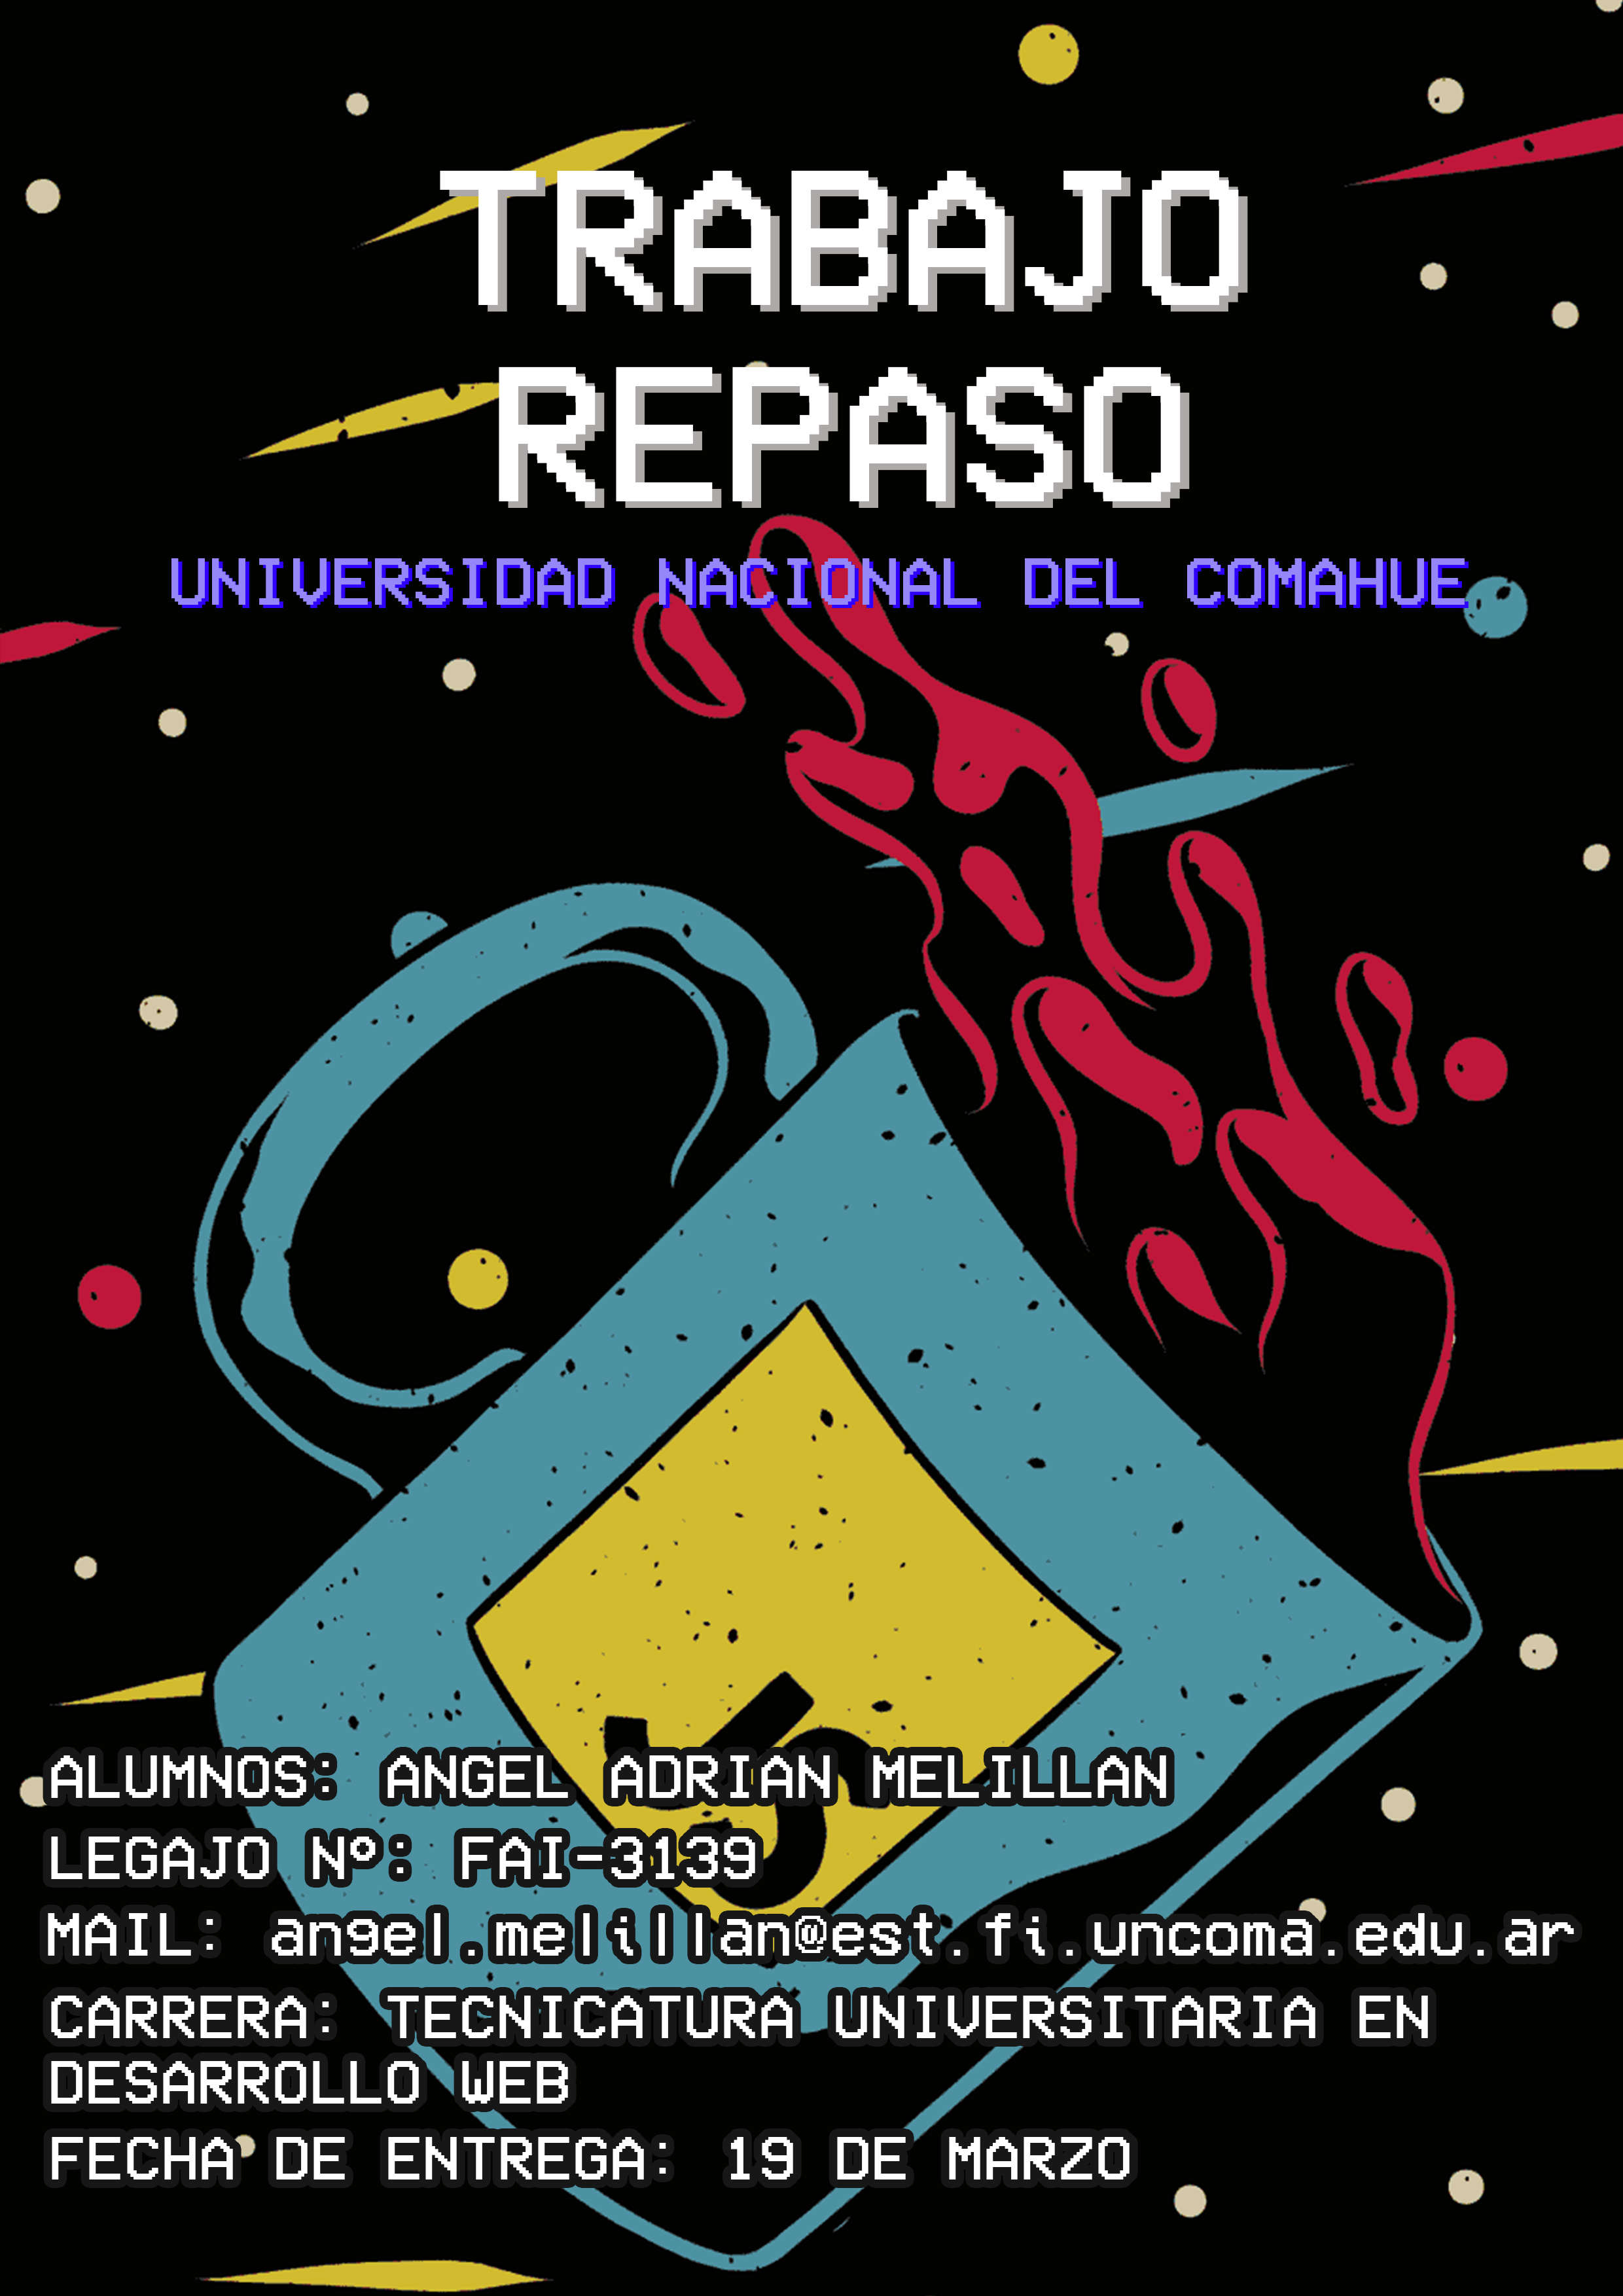 TRABAJO
REPASO
UNIVERSIDAD NACIONAL DEL COMAHUE
ALUMNOS: ANGEL ADRIAN MELILLAN
LEGAJO Nº: FAI-3139
MAIL: angel.melillan@est.fi.uncoma.edu.ar
CARRERA: TECNICATURA UNIVERSITARIA EN
DESARROLLO WEB
FECHA DE ENTREGA: 19 DE MARZO